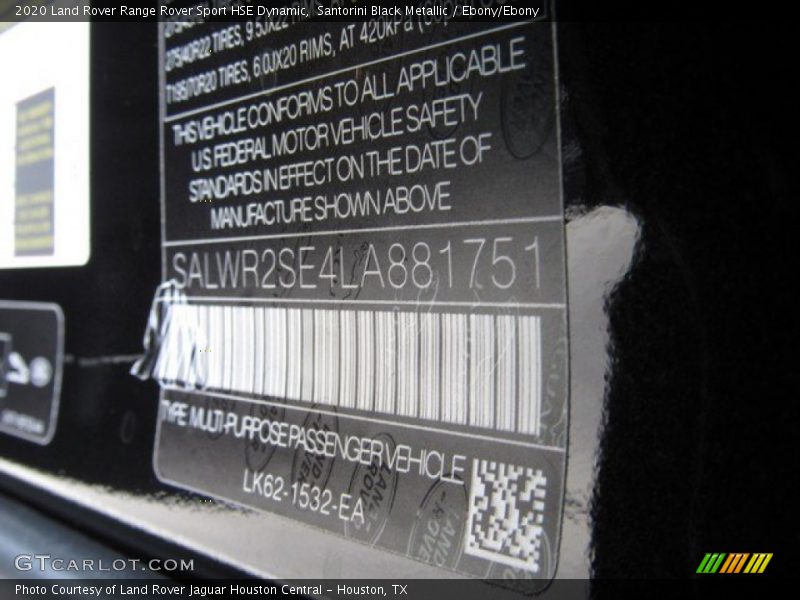 2020 Land Rover Range Rover Sport HSE Dynamic, Santorini Black Metallic / Ebony/Ebony
275/40R22 TIRES, 9.5JX22 RIMS, AT
T195/70R20 TIRES, 6.0JX20 RIMS, AT 420kPa
THIS VEHICLE CONFORMS TO ALL APPLICABLE
U.S FEDERAL MOTOR VEHICLE SAFETY
STANDARDS IN EFFECT ON THE DATE OF
MANUFACTURE SHOWN ABOVE
SALWR2SE4LA881751
TYPE MULTI-PURPOSE PASSENGER VEHICLE
LK62-1532-EA
GTCARLOT.COM
Photo Courtesy of Land Rover Jaguar Houston Central - Houston, TX